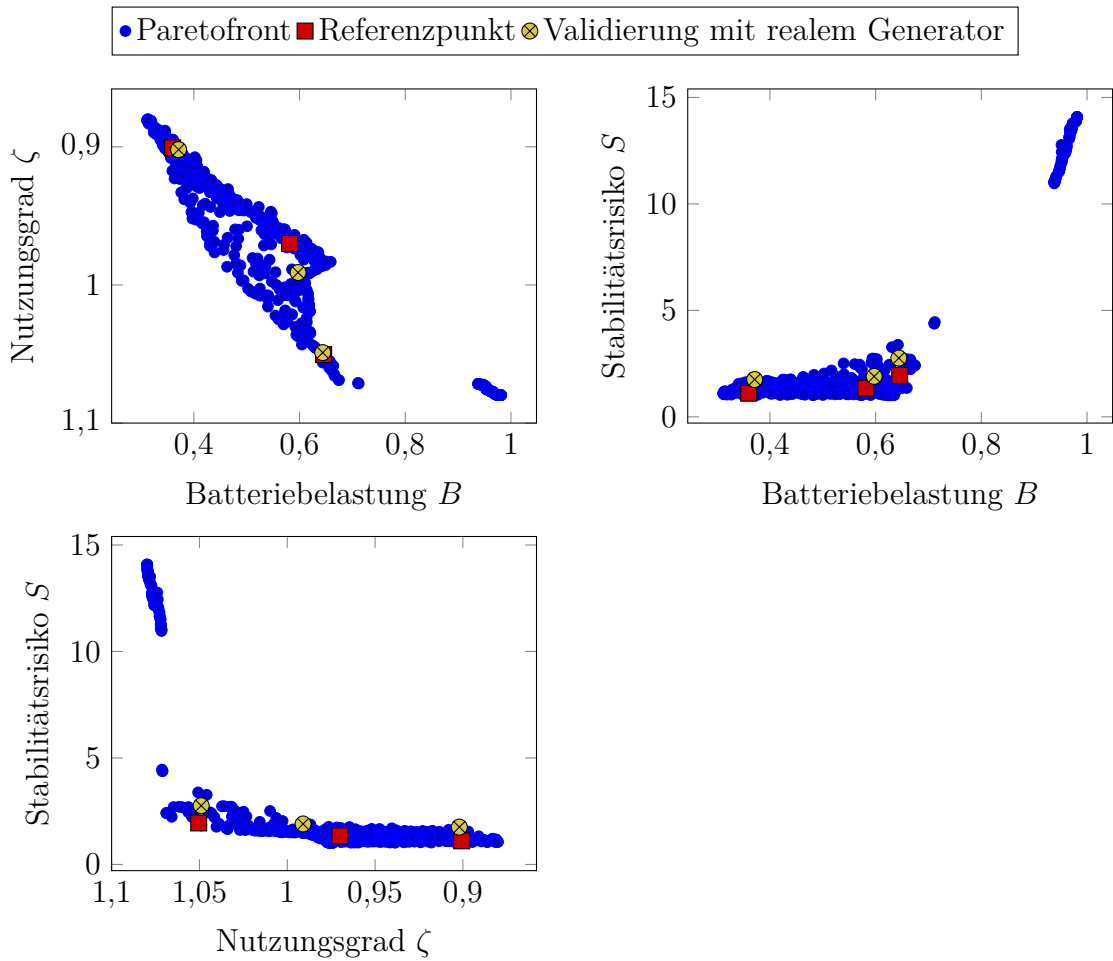 Paretofront Referenzpunkt Validierung mit realem Generator
0,9
1
1,1
Nutzungsgrad ζ
0,4 0,6 0,8 1
Batteriebelastung B
15
10
5
0
Stabilitätsrisiko S
0,4 0,6 0,8 1
Batteriebelastung B
15
10
5
0
Stabilitätsrisiko S
1,1 1,05 1 0,95 0,9
Nutzungsgrad ζ